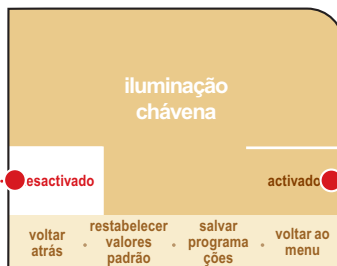 iluminação
chávena
esactivado
activado
voltar
atrás
restabelecer
valores
padrão
salvar
programa
ções
voltar ao
menu